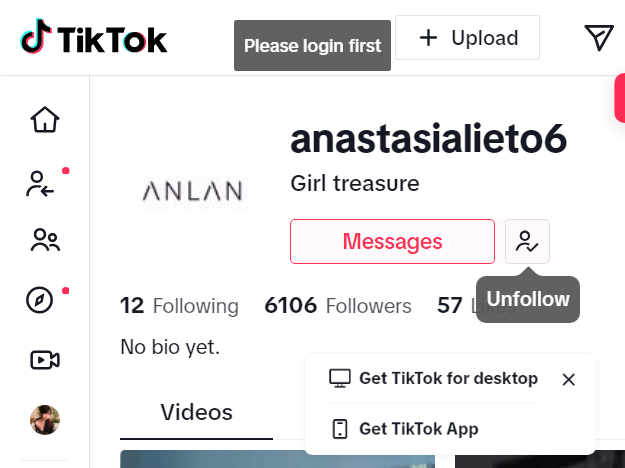 TikTok
Please login first
Upload
anastasialieto6
Girl treasure
ANLAN
Messages
Unfollow
12 Following 6106 Followers 57 Likes
No bio yet.
Get TikTok for desktop
Get TikTok App
Videos